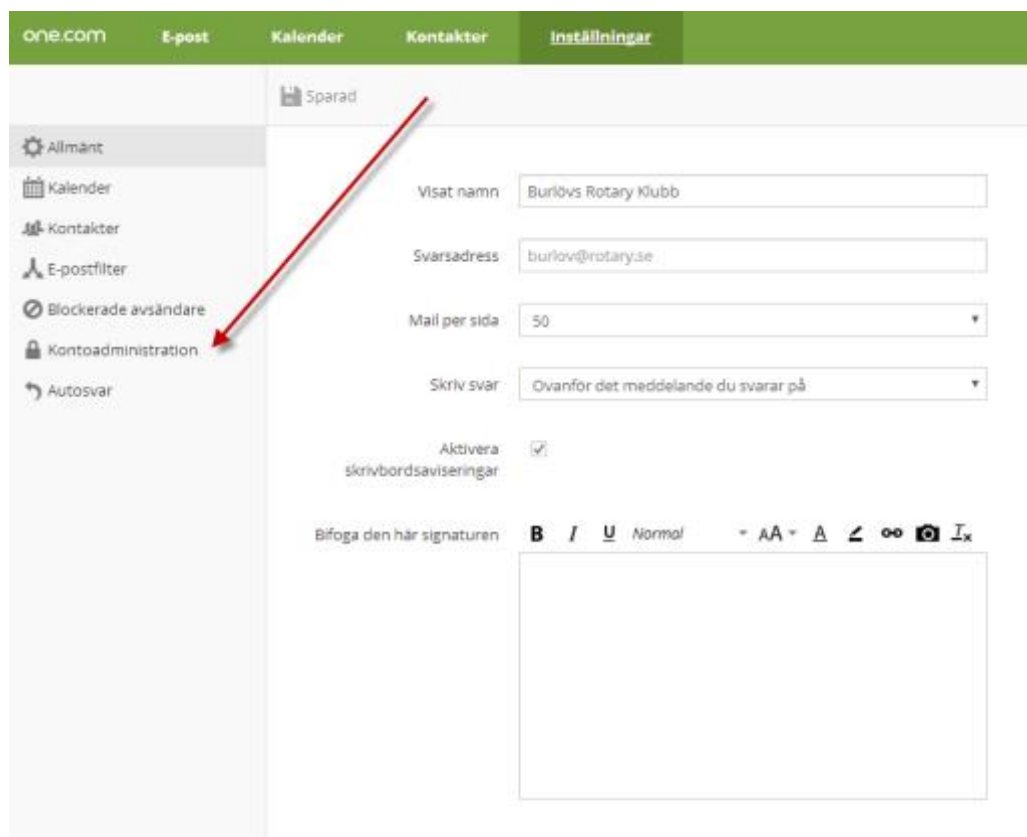 one.com E-post Kalender Kontakter Inställningar
Sparad
Allmänt
Kalender
Kontakter
E-postfilter
Blockerade avsändare
Kontoadministration
Autosvar
Visat namn Burlövs Rotary Klubb
Svarsadress burlov@rotary.se
Mail per sida 50
Skriv svar Ovanför det meddelande du svarar på
Aktivera
skrivbordsaviseringar
Bifoga den här signaturen B I U Normal AA A Tx